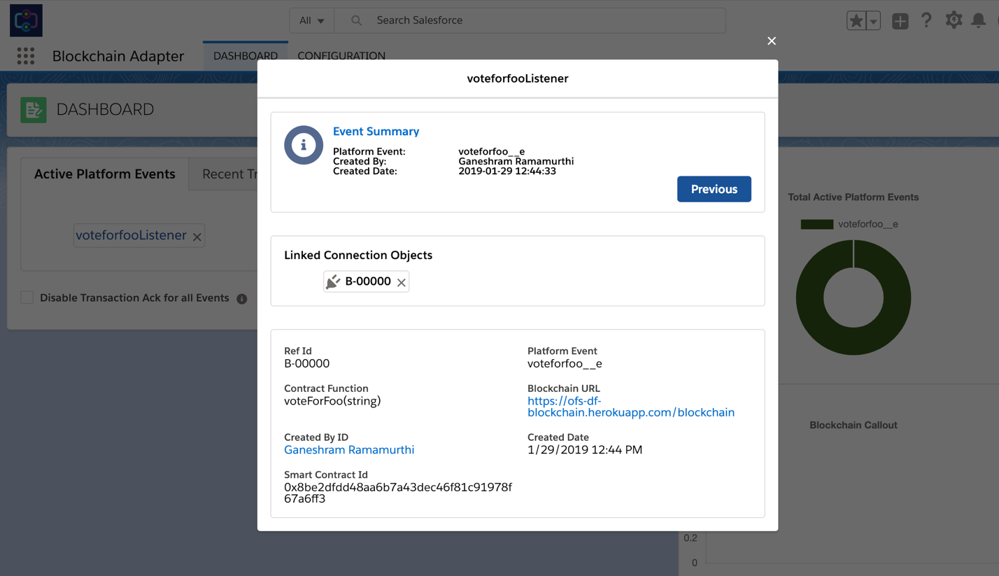 All
Search Salesforce
Blockchain Adapter
DASHBOARD
CONFIGURATION
DASHBOARD
Active Platform Events
Recent Tr
voteforfooListener
Disable Transaction Ack for all Events
voteforfooListener
Event Summary
Platform Event: voteforfoo__e
Created By: Ganeshram Ramamurthi
Created Date: 2019-01-29 12:44:33
Previous
Linked Connection Objects
B-00000
Ref Id
B-00000
Platform Event
voteforfoo__e
Contract Function
voteForFoo(string)
Blockchain URL
https://ofs-df-
blockchain.herokuapp.com/blockchain
Created By ID
Ganeshram Ramamurthi
Created Date
1/29/2019 12:44 PM
Smart Contract Id
0x8be2dfdd48aa6b7a43dec46f81c91978f
67a6ff3
Total Active Platform Events
voteforfoo__e
Blockchain Callout
0.2
0